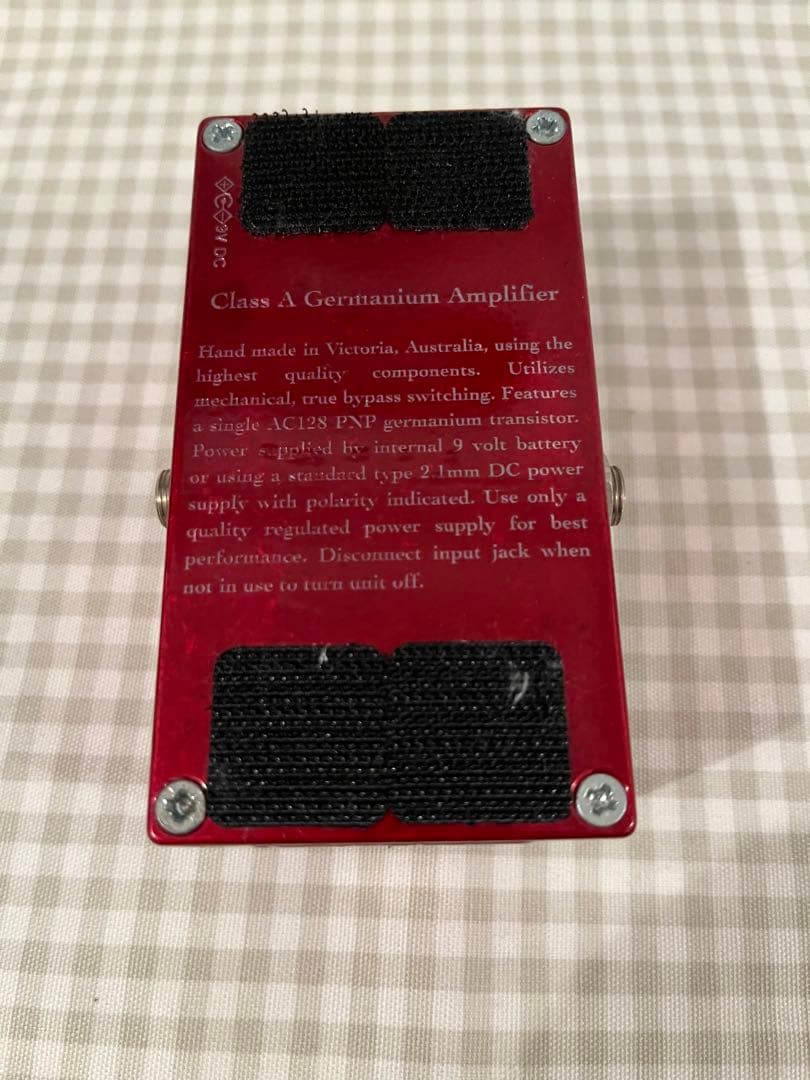 9V DC
Class A Germanium Amplifier
Hand made in Victoria, Australia, using the
highest quality components. Utilizes
mechanical, true bypass switching. Features
a single AC128 PNP germanium transistor.
Power supplied by internal 9 volt battery
or using a standard type 2.1mm DC power
supply with polarity indicated. Use only a
quality regulated power supply for best
performance. Disconnect input jack when
not in use to turn unit off.